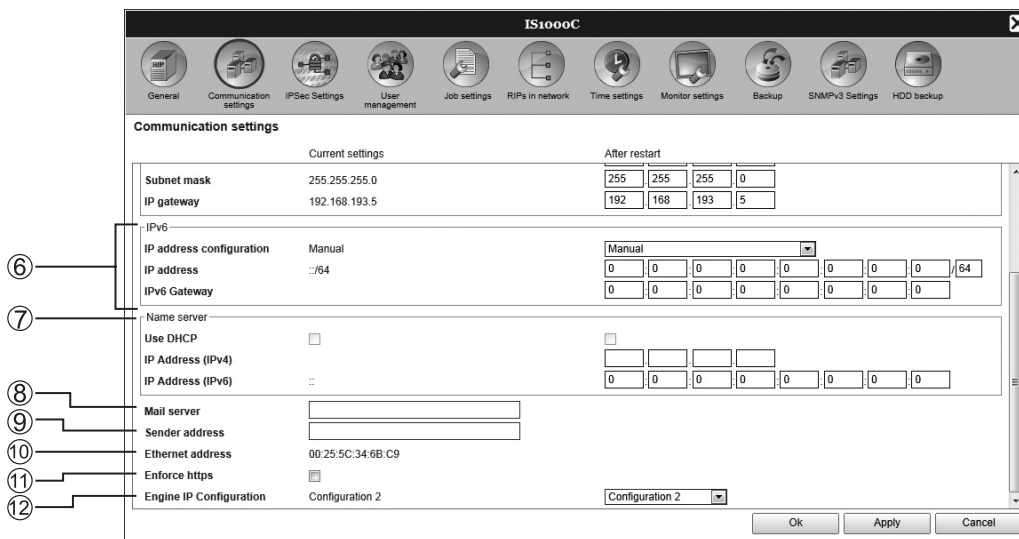 IS1000C
RIP
General
Communication settings
IPSec Settings
User management
Job settings
RIPs in network
Time settings
Monitor settings
Backup
SNMPv3 Settings
HDD backup
Communication settings
Current settings After restart
Subnet mask 255.255.255.0 255 . 255 . 255 . 0
IP gateway 192.168.193.5 192 . 168 . 193 . 5
⑥ IPv6
IP address configuration Manual Manual
IP address ::/64 0 : 0 : 0 : 0 : 0 : 0 : 0 : 0 / 64
IPv6 Gateway 0 : 0 : 0 : 0 : 0 : 0 : 0 : 0
⑦ Name server
Use DHCP
IP Address (IPv4) . . .
IP Address (IPv6) :: 0 : 0 : 0 : 0 : 0 : 0 : 0 : 0
⑧ Mail server
⑨ Sender address
⑩ Ethernet address 00:25:5C:34:6B:C9
⑪ Enforce https
⑫ Engine IP Configuration Configuration 2 Configuration 2
Ok Apply Cancel